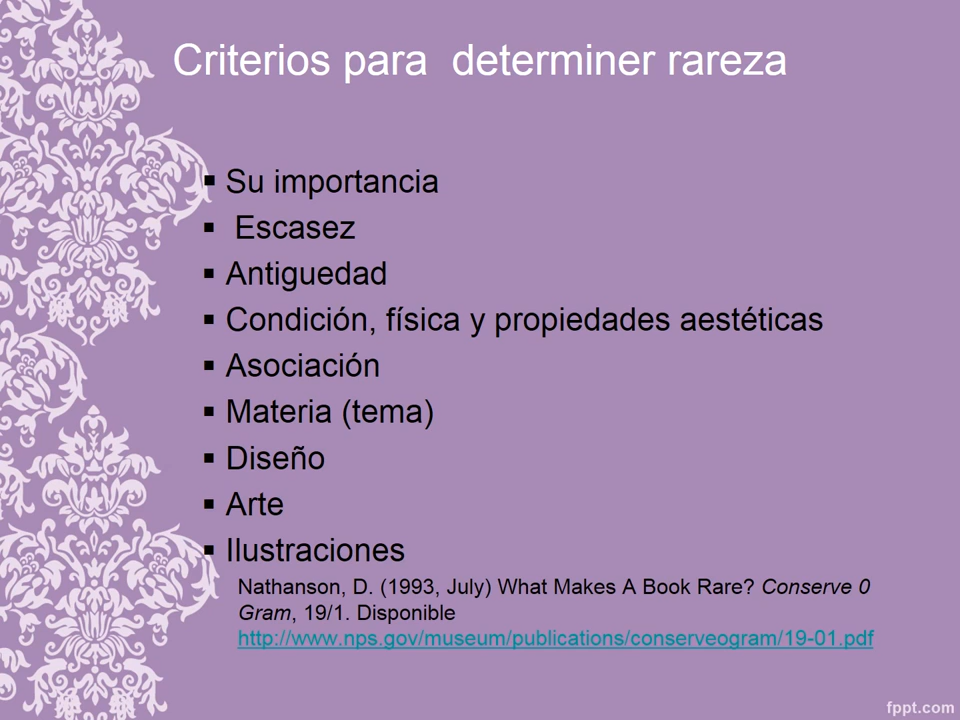 Criterios para  determiner rareza
▪ Su importancia
▪ Escasez
▪ Antiguedad
▪ Condición, física y propiedades aestéticas
▪ Asociación
▪ Materia (tema)
▪ Diseño
▪ Arte
▪ Ilustraciones
Nathanson, D. (1993, July) What Makes A Book Rare? Conserve 0
Gram, 19/1. Disponible
http://www.nps.gov/museum/publications/conserveogram/19-01.pdf
fppt.com